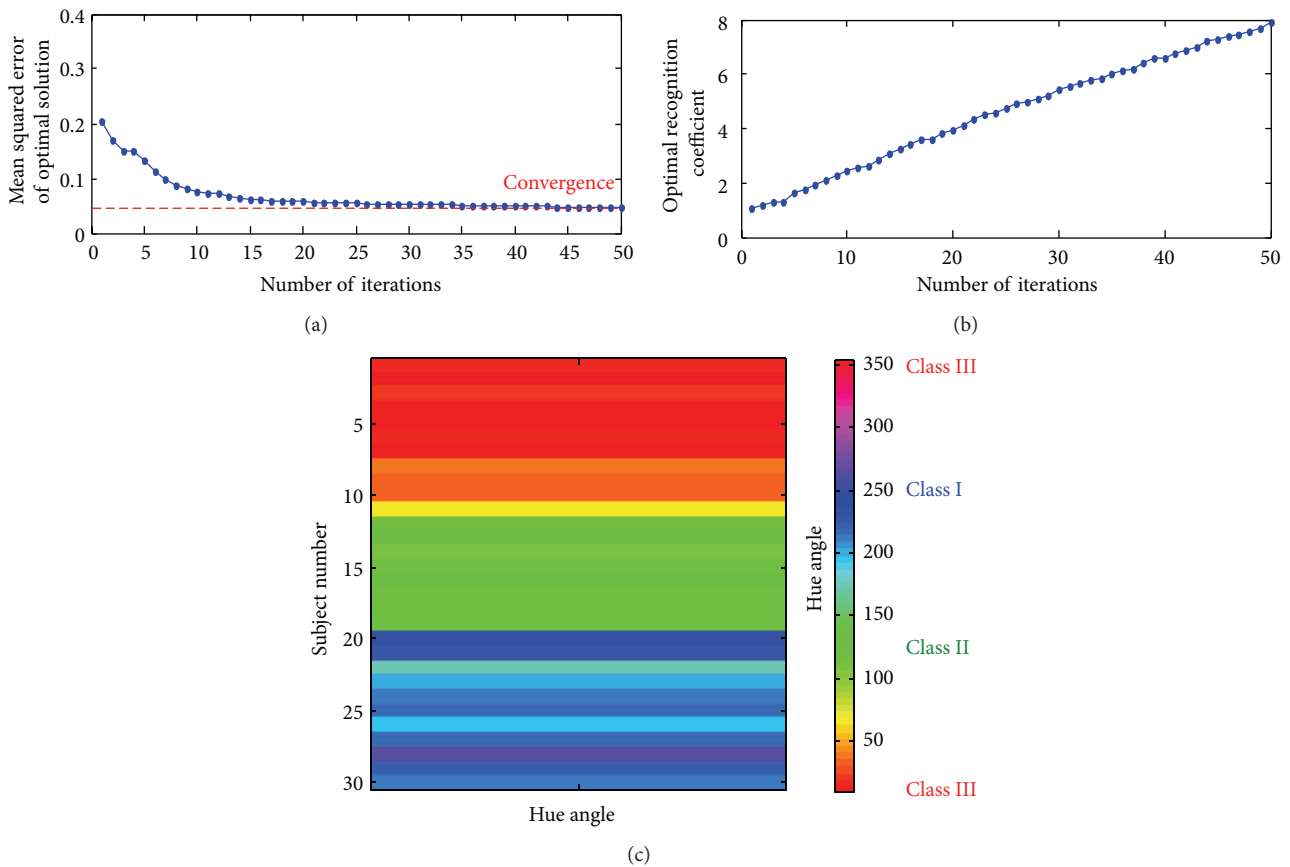 0.4
0.3
0.2
0.1
0
Mean squared error
of optimal solution
Convergence
0 5 10 15 20 25 30 35 40 45 50
Number of iterations
(a)
8
6
4
2
0
Optimal recognition
coefficient
0 10 20 30 40 50
Number of iterations
(b)
5
10
15
20
25
30
Subject number
Hue angle
350
300
250
200
150
100
50
Hue angle
Class III
Class I
Class II
Class III
(c)